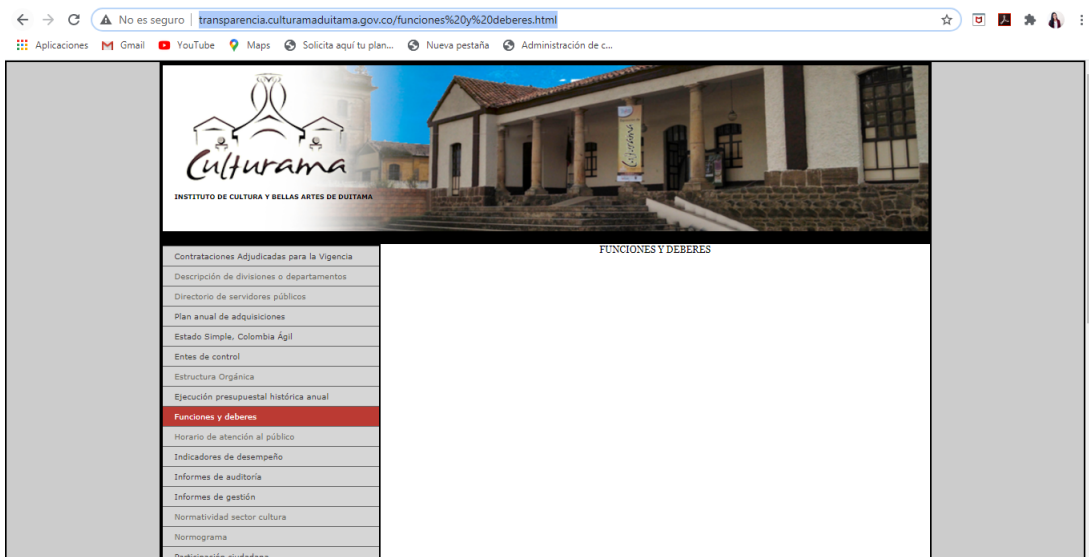 No es seguro | transparencia.culturamaduitama.gov.co/funciones%20y%20deberes.html
Aplicaciones Gmail YouTube Maps Solicita aquí tu plan... Nueva pestaña Administración de c...
Culturama
INSTITUTO DE CULTURA Y BELLAS ARTES DE DUITAMA
Culturama
FUNCIONES Y DEBERES
Contrataciones Adjudicadas para la Vigencia
Descripción de divisiones o departamentos
Directorio de servidores públicos
Plan anual de adquisiciones
Estado Simple, Colombia Ágil
Entes de control
Estructura Orgánica
Ejecución presupuestal histórica anual
Funciones y deberes
Horario de atención al público
Indicadores de desempeño
Informes de auditoría
Informes de gestión
Normatividad sector cultura
Normograma
Participación ciudadana